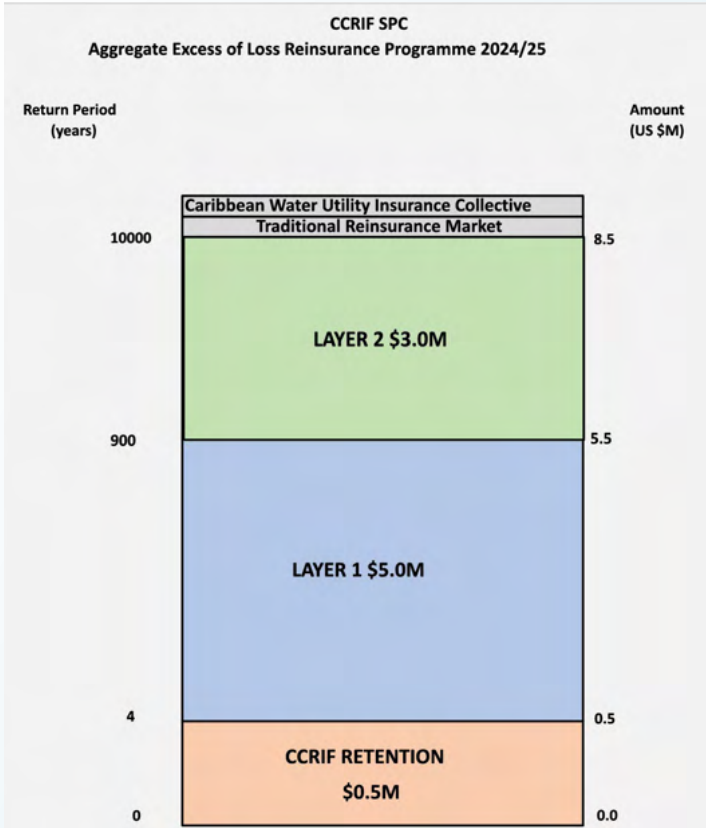 CCRIF SPC
Aggregate Excess of Loss Reinsurance Programme 2024/25
Return Period
(years)
Amount
(US $M)
Caribbean Water Utility Insurance Collective
Traditional Reinsurance Market
10000
8.5
LAYER 2 $3.0M
900
5.5
LAYER 1 $5.0M
4
0.5
CCRIF RETENTION
$0.5M
0
0.0